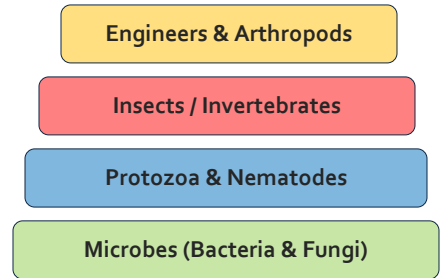 Engineers & Arthropods
Insects / Invertebrates
Protozoa & Nematodes
Microbes (Bacteria & Fungi)